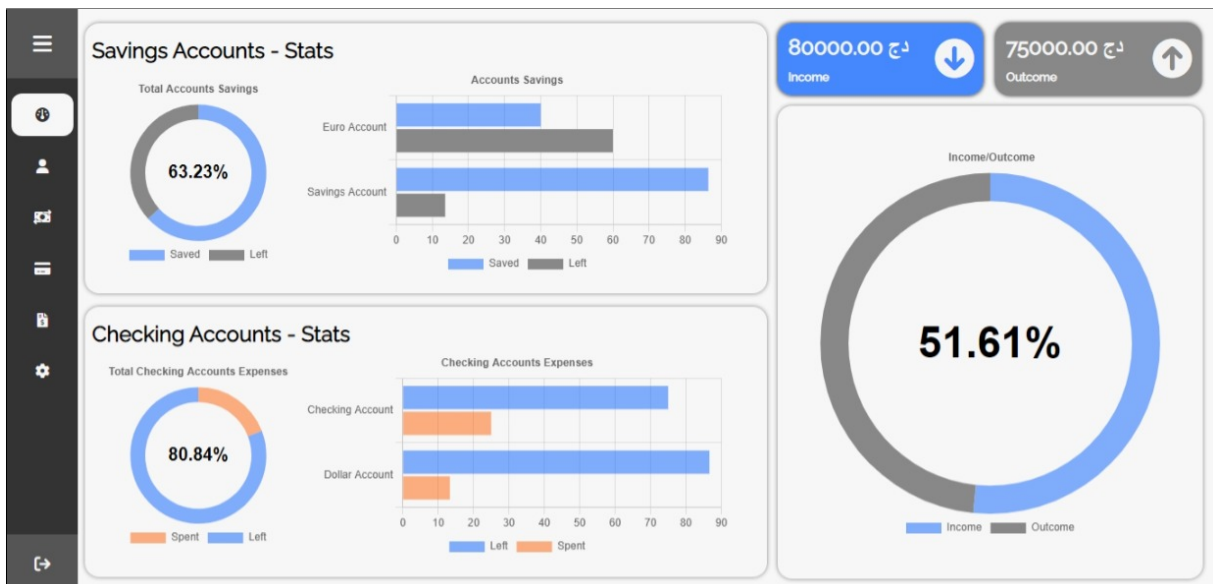 Savings Accounts - Stats
Total Accounts Savings
63.23%
Saved Left
Accounts Savings
Euro Account
Savings Account
0 10 20 30 40 50 60 70 80 90
Saved Left
Checking Accounts - Stats
Total Checking Accounts Expenses
80.84%
Spent Left
Checking Accounts Expenses
Checking Account
Dollar Account
0 10 20 30 40 50 60 70 80 90
Left Spent
80000.00 دج
Income
75000.00 دج
Outcome
Income/Outcome
51.61%
Income Outcome